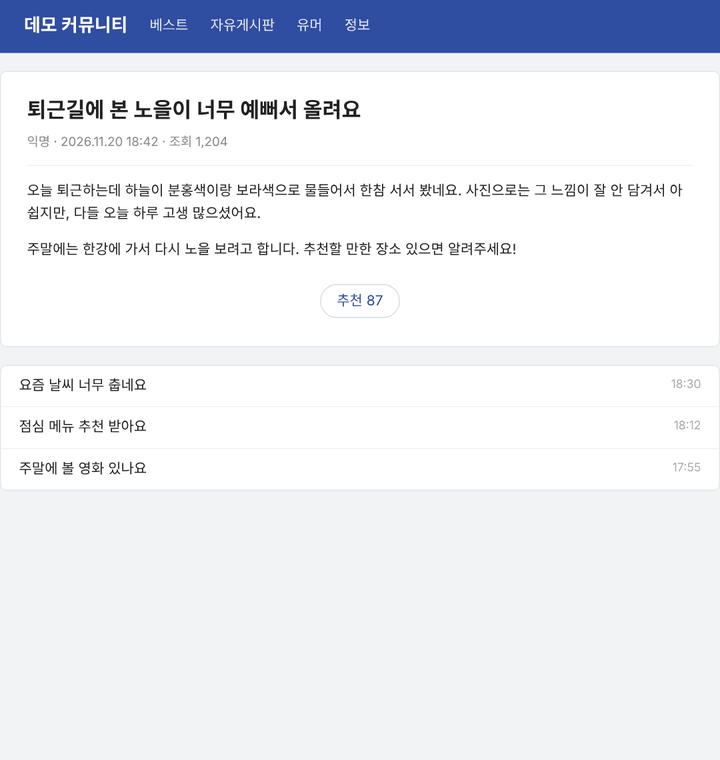 데모 커뮤니티 베스트 자유게시판 유머 정보
퇴근길에 본 노을이 너무 예뻐서 올려요
익명 · 2026.11.20 18:42 · 조회 1,204
오늘 퇴근하는데 하늘이 분홍색이랑 보라색으로 물들어서 한참 서서 봤네요. 사진으로는 그 느낌이 잘 안 담겨서 아
쉽지만, 다들 오늘 하루 고생 많으셨어요.
주말에는 한강에 가서 다시 노을 보려고 합니다. 추천할 만한 장소 있으면 알려주세요!
추천 87
요즘 날씨 너무 춥네요 18:30
점심 메뉴 추천 받아요 18:12
주말에 볼 영화 있나요 17:55